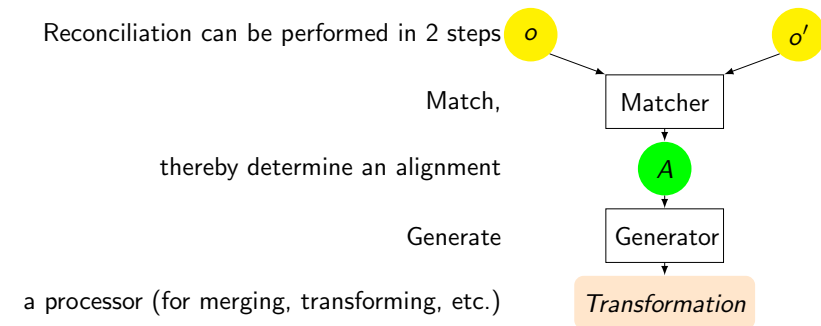 Reconciliation can be performed in 2 steps o o′
Match, Matcher
thereby determine an alignment A
Generate Generator
a processor (for merging, transforming, etc.) Transformation